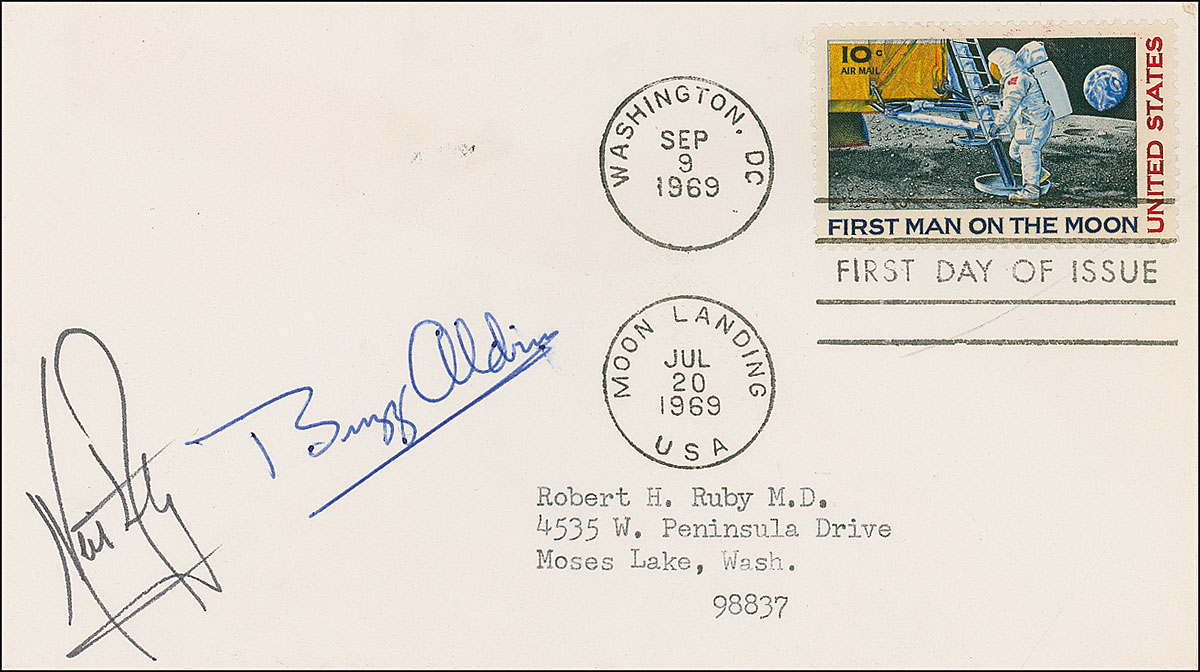 10c
AIR MAIL
UNITED STATES
FIRST MAN ON THE MOON
WASHINGTON, DC
SEP
9
1969
FIRST DAY OF ISSUE
MOON LANDING
JUL
20
1969
USA
Neil
Buzz Aldrin
Robert H. Ruby M.D.
4535 W. Peninsula Drive
Moses Lake, Wash.
98837